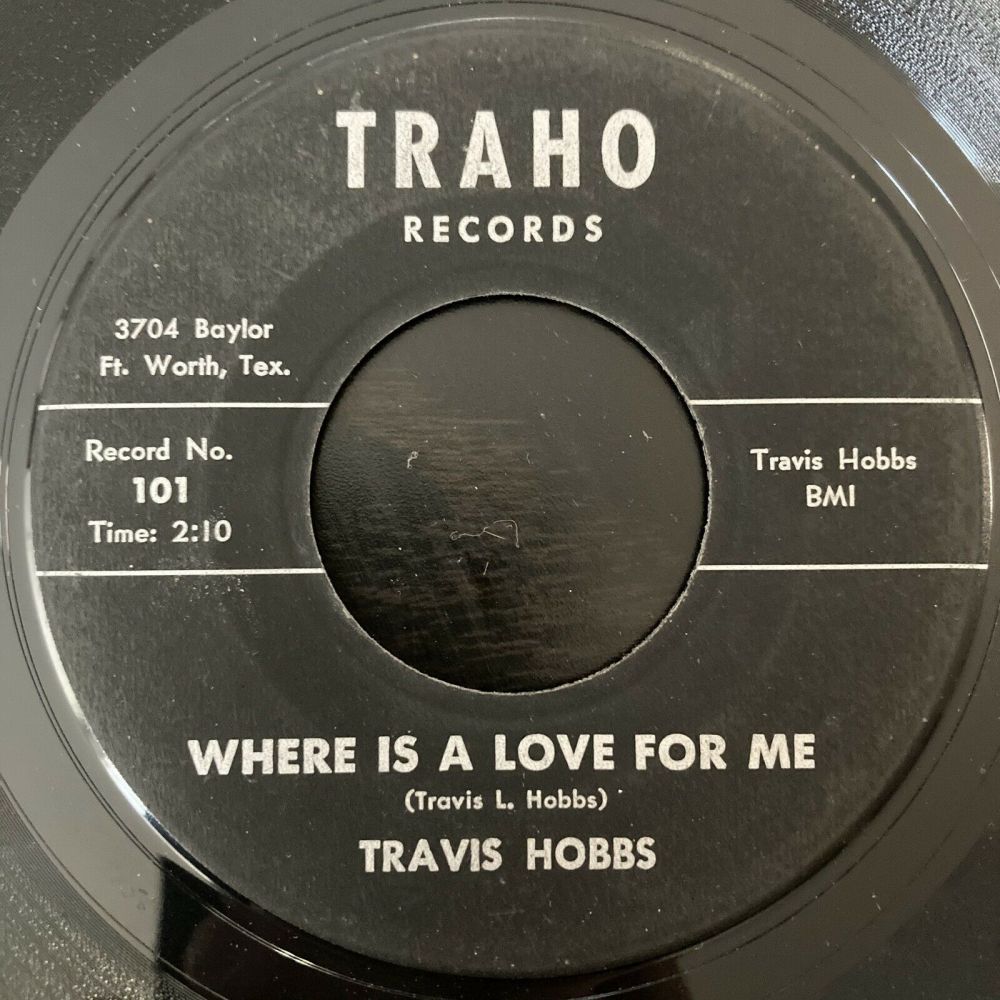 TRAHO
RECORDS
3704 Baylor
Ft. Worth, Tex.
Record No.
101
Time: 2:10
Travis Hobbs
BMI
WHERE IS A LOVE FOR ME
(Travis L. Hobbs)
TRAVIS HOBBS